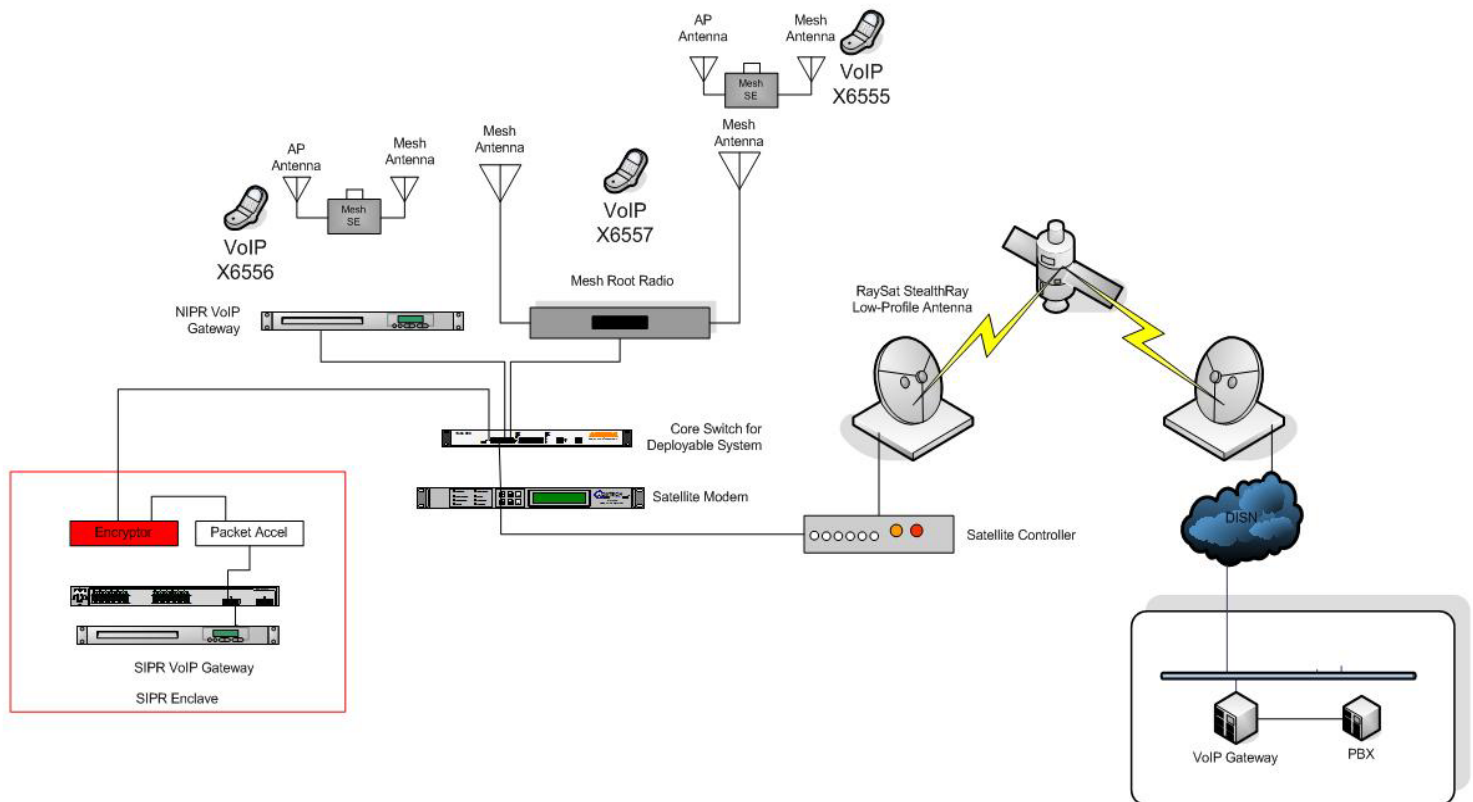 AP
Antenna
Mesh
Antenna
Mesh
SE
VoIP
X6555
AP
Antenna
Mesh
Antenna
Mesh
SE
VoIP
X6556
Mesh
Antenna
VoIP
X6557
Mesh
Antenna
Mesh Root Radio
NIPR VoIP
Gateway
RaySat StealthRay
Low-Profile Antenna
Core Switch for
Deployable System
Satellite Modem
Satellite Controller
DISN
Encryptor
Packet Accel
SIPR VoIP Gateway
SIPR Enclave
VoIP Gateway
PBX